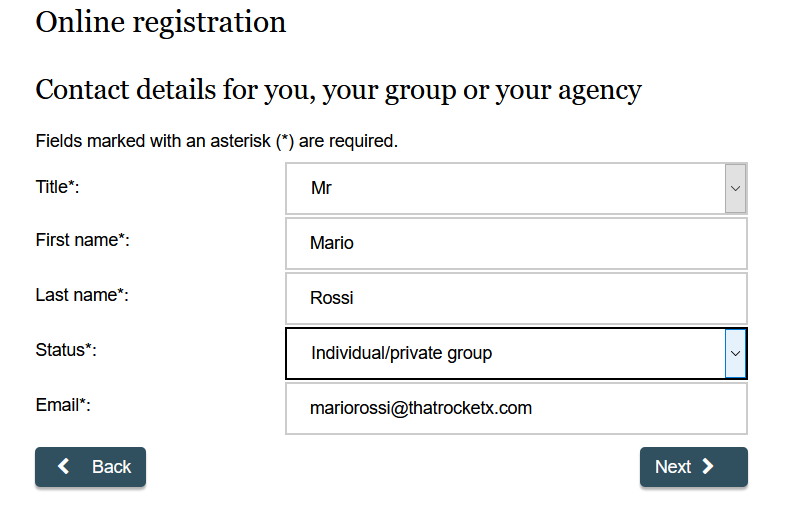 Online registration
Contact details for you, your group or your agency
Fields marked with an asterisk (*) are required.
Title*: Mr
First name*: Mario
Last name*: Rossi
Status*: Individual/private group
Email*: mariorossi@thatrocketx.com
Back Next